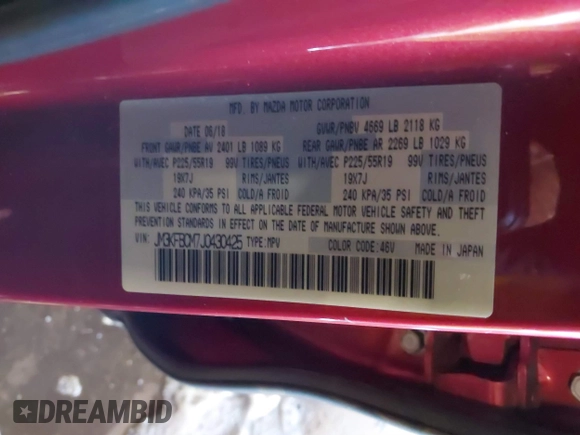 MFD. BY MAZDA MOTOR CORPORATION
DATE 06/18 GVWR/PNBV 4669 LB 2118 KG
FRONT GAWR/PNBE AV 2401 LB 1089 KG REAR GAWR/PNBE AR 2269 LB 1029 KG
WITH/AVEC P225/55R19 99V TIRES/PNEUS WITH/AVEC P225/55R19 99V TIRES/PNEUS
19X7J RIMS/JANTES 19X7J RIMS/JANTES
240 KPA/35 PSI COLD/A FROID 240 KPA/35 PSI COLD/A FROID
THIS VEHICLE CONFORMS TO ALL APPLICABLE FEDERAL MOTOR VEHICLE SAFETY AND THEFT
PREVENTION STANDARDS IN EFFECT ON THE DATE OF MANUFACTURE SHOWN ABOVE.
VIN: JM3KFBCM7J0430425 TYPE:MPV COLOR CODE:46V MADE IN JAPAN
DREAMBID